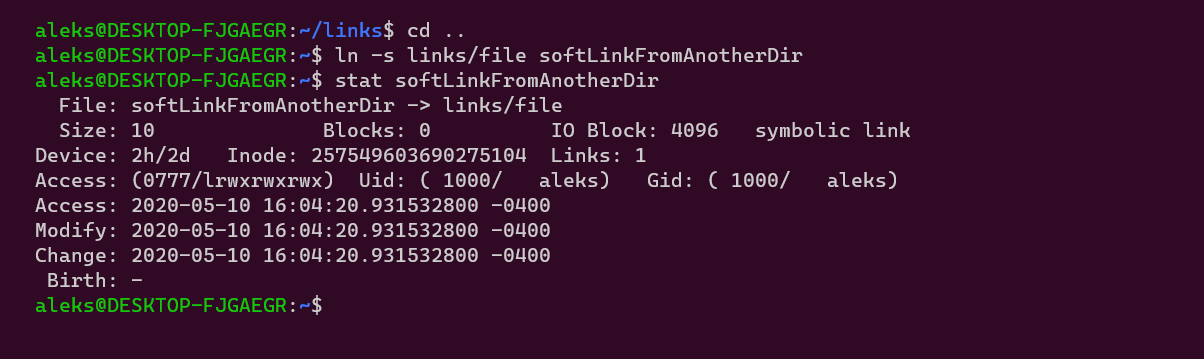 aleks@DESKTOP-FJGAEGR:~/links$ cd ..
aleks@DESKTOP-FJGAEGR:~$ ln -s links/file softLinkFromAnotherDir
aleks@DESKTOP-FJGAEGR:~$ stat softLinkFromAnotherDir
  File: softLinkFromAnotherDir -> links/file
  Size: 10              Blocks: 0          IO Block: 4096   symbolic link
Device: 2h/2d   Inode: 257549603690275104  Links: 1
Access: (0777/lrwxrwxrwx)  Uid: ( 1000/   aleks)   Gid: ( 1000/   aleks)
Access: 2020-05-10 16:04:20.931532800 -0400
Modify: 2020-05-10 16:04:20.931532800 -0400
Change: 2020-05-10 16:04:20.931532800 -0400
 Birth: -
aleks@DESKTOP-FJGAEGR:~$